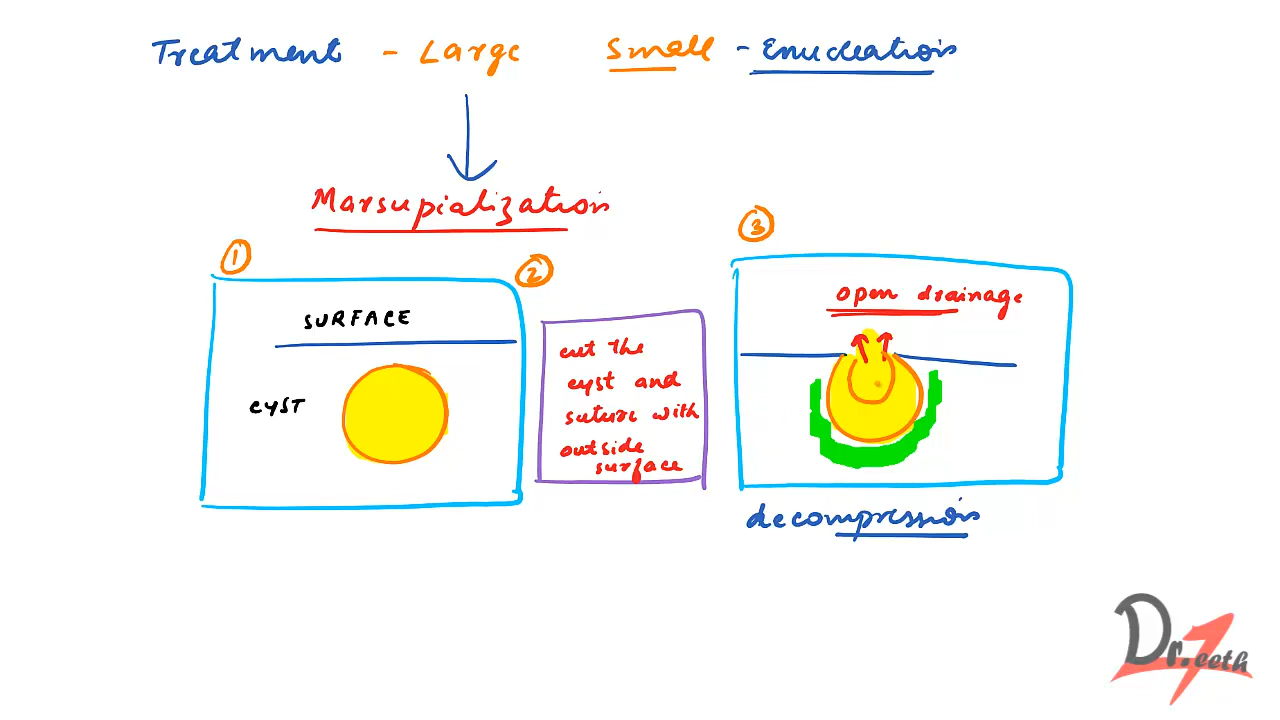 Treatment - Large Small - Enucleation
Marsupialization
1
SURFACE
CYST
2
cut the
cyst and
suture with
outside
surface
3
open drainage
decompression
Dr.eeth